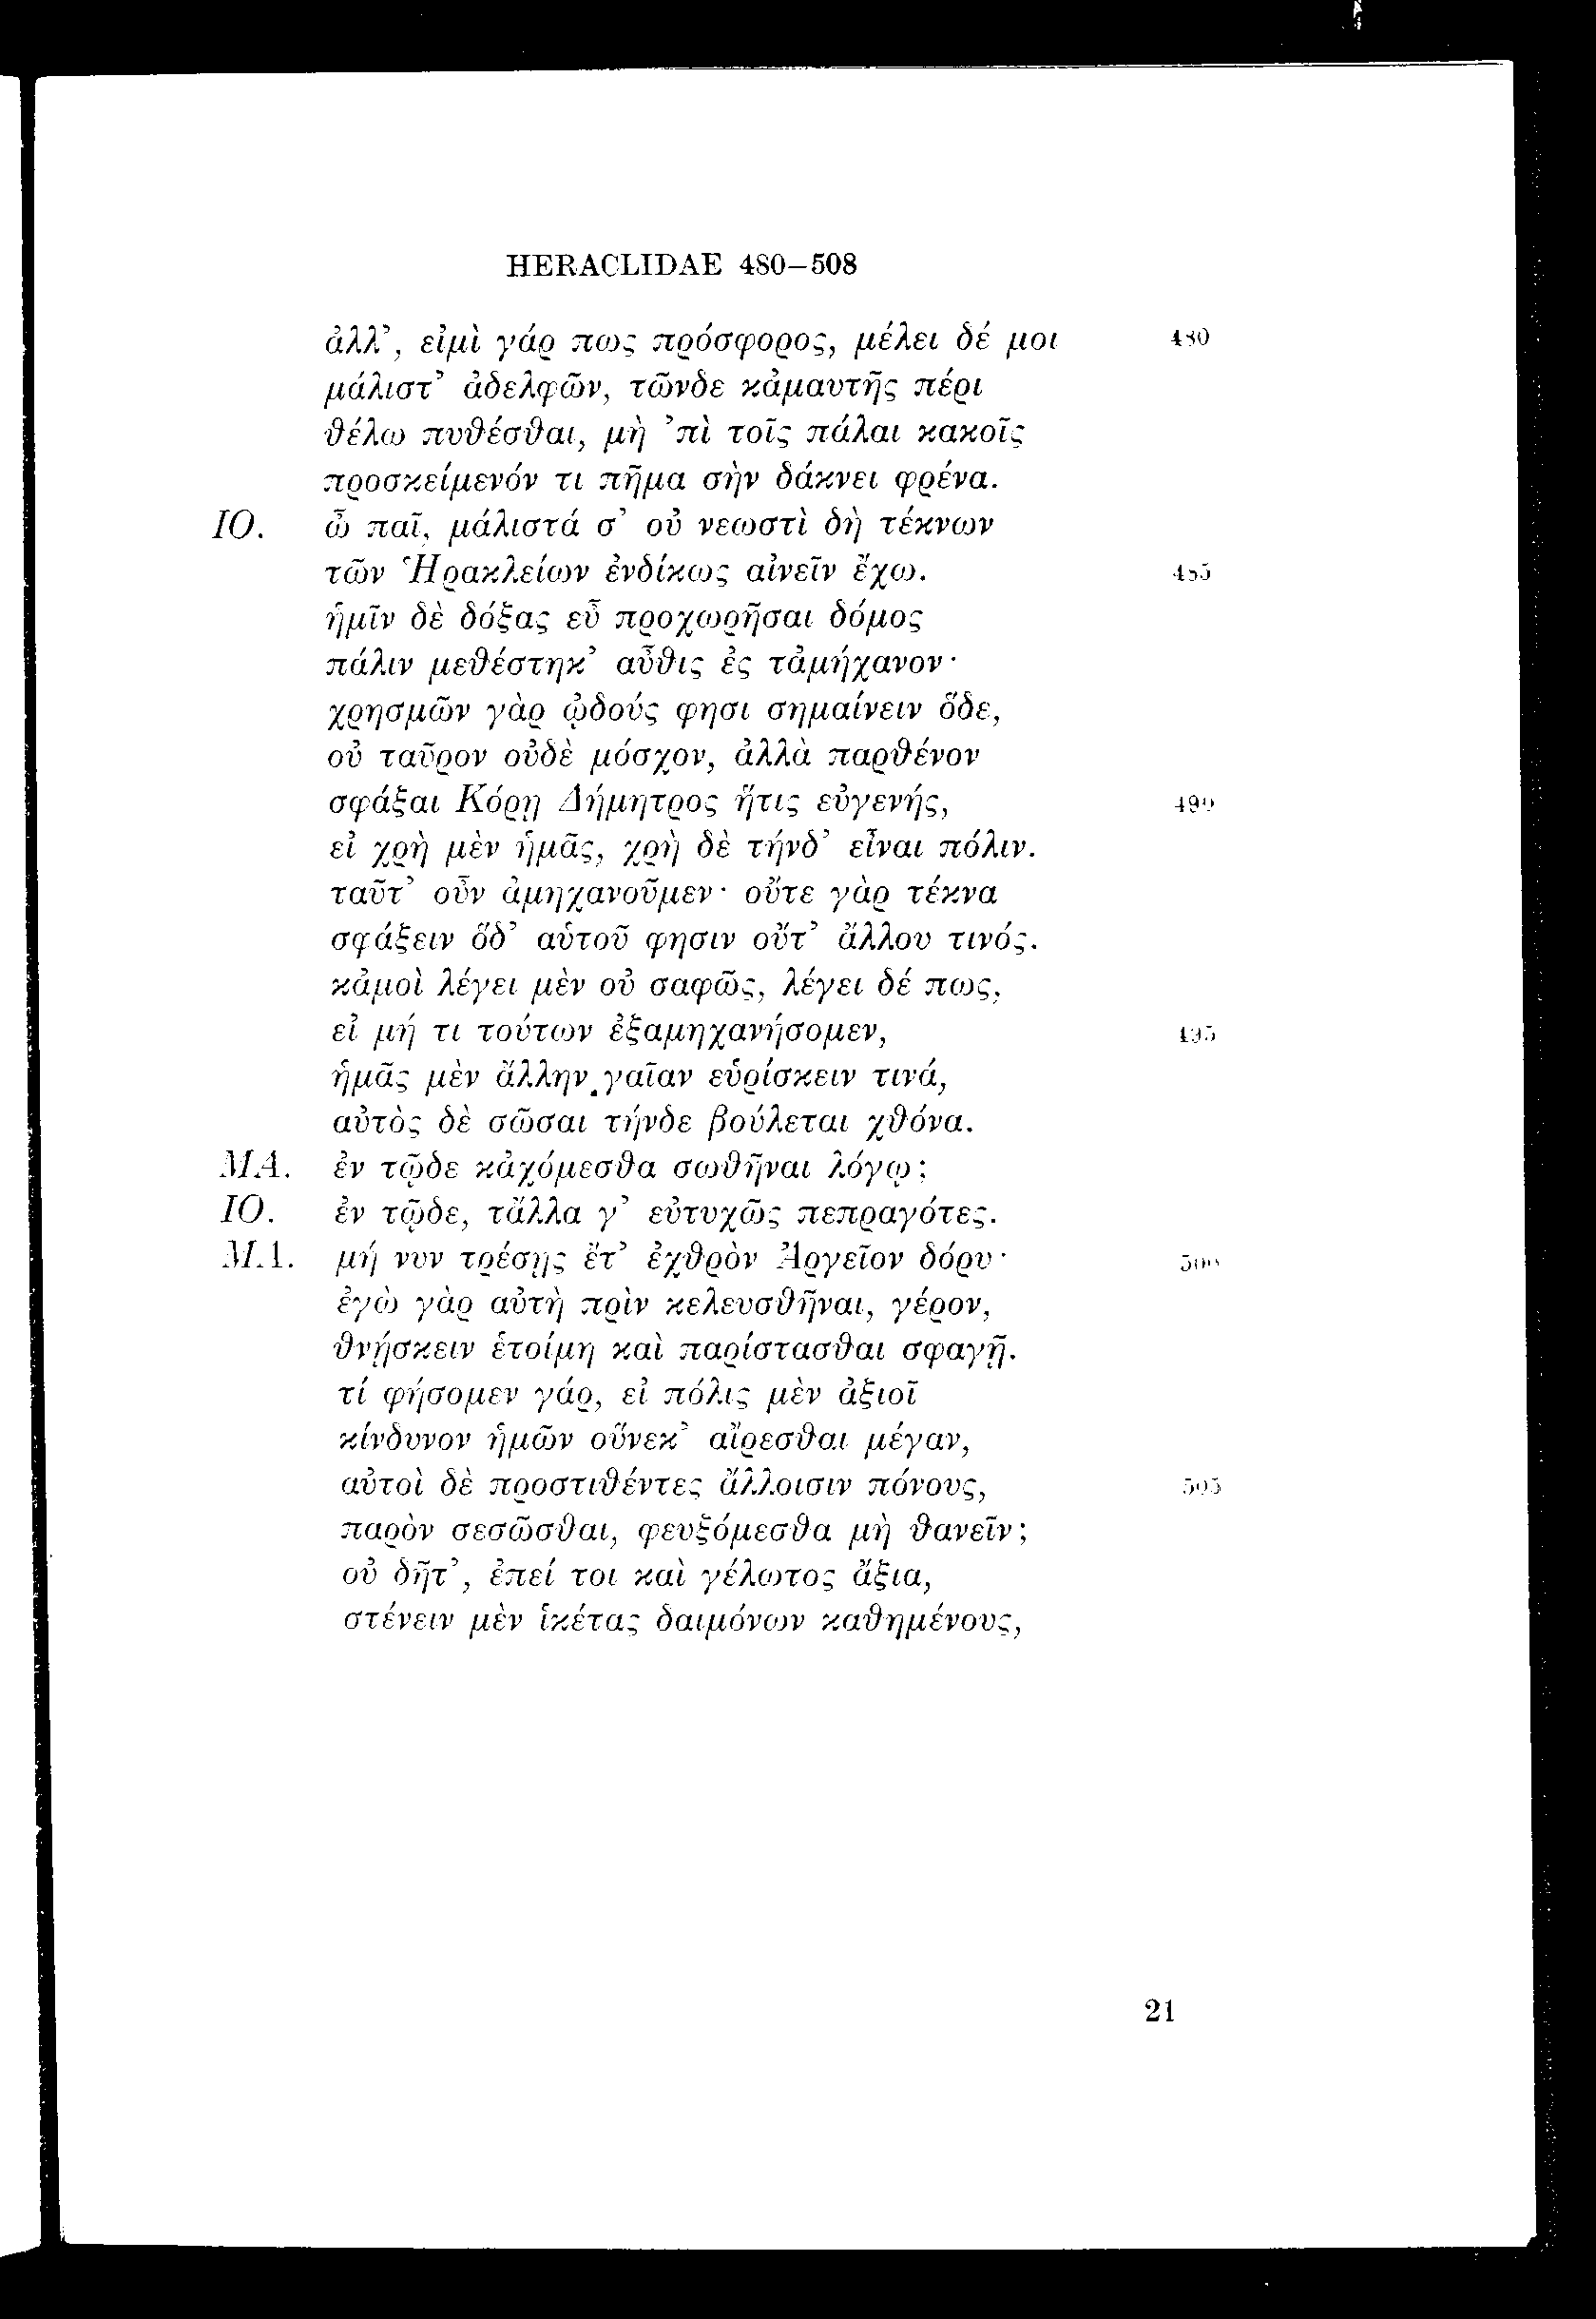 HERACLIDAE 480–508
ἀλλ’, εἰμὶ γάρ πως πρόσφορος, μέλει δέ μοι 480
μάλιστ’ ἀδελφῶν, τῶνδε κἀμαυτῆς πέρι
θέλω πυθέσθαι, μὴ ’πὶ τοῖς πάλαι κακοῖς
προσκείμενόν τι πῆμα σὴν δάκνει φρένα.
ΙΟ. ὦ παῖ, μάλιστά σ’ οὐ νεωστὶ δὴ τέκνων
τῶν Ἡρακλείων ἐνδίκως αἰνεῖν ἔχω. 485
ἡμῖν δὲ δόξας εὖ προχωρῆσαι δόμος
πάλιν μεθέστηκ’ αὖθις ἐς τἀμήχανον·
χρησμῶν γὰρ ᾠδούς φησι σημαίνειν ὅδε,
οὐ ταῦρον οὐδὲ μόσχον, ἀλλὰ παρθένον
σφάξαι Κόρῃ Δήμητρος ἥτις εὐγενής, 490
εἰ χρὴ μὲν ἡμᾶς, χρὴ δὲ τήνδ’ εἶναι πόλιν.
ταῦτ’ οὖν ἀμηχανοῦμεν· οὔτε γὰρ τέκνα
σφάξειν ὅδ’ αὑτοῦ φησιν οὔτ’ ἄλλου τινός.
κἀμοὶ λέγει μὲν οὐ σαφῶς, λέγει δέ πως,
εἰ μή τι τούτων ἐξαμηχανήσομεν, 495
ἡμᾶς μὲν ἄλλην γαῖαν εὑρίσκειν τινά,
αὐτὸς δὲ σῶσαι τήνδε βούλεται χθόνα.
ΜΑ. ἐν τῷδε κἀχόμεσθα σωθῆναι λόγῳ;
ΙΟ. ἐν τῷδε, τἄλλα γ’ εὐτυχῶς πεπραγότες.
ΜΑ. μή νυν τρέσῃς ἔτ’ ἐχθρὸν Ἀργεῖον δόρυ· 500
ἐγὼ γὰρ αὐτὴ πρὶν κελευσθῆναι, γέρον,
θνῄσκειν ἑτοίμη καὶ παρίστασθαι σφαγῇ.
τί φήσομεν γάρ, εἰ πόλις μὲν ἀξιοῖ
κίνδυνον ἡμῶν οὕνεκ’ αἴρεσθαι μέγαν,
αὐτοὶ δὲ προστιθέντες ἄλλοισιν πόνους, 505
παρὸν σεσῶσθαι, φευξόμεσθα μὴ θανεῖν;
οὐ δῆτ’, ἐπεί τοι καὶ γέλωτος ἄξια,
στένειν μὲν ἱκέτας δαιμόνων καθημένους,
21